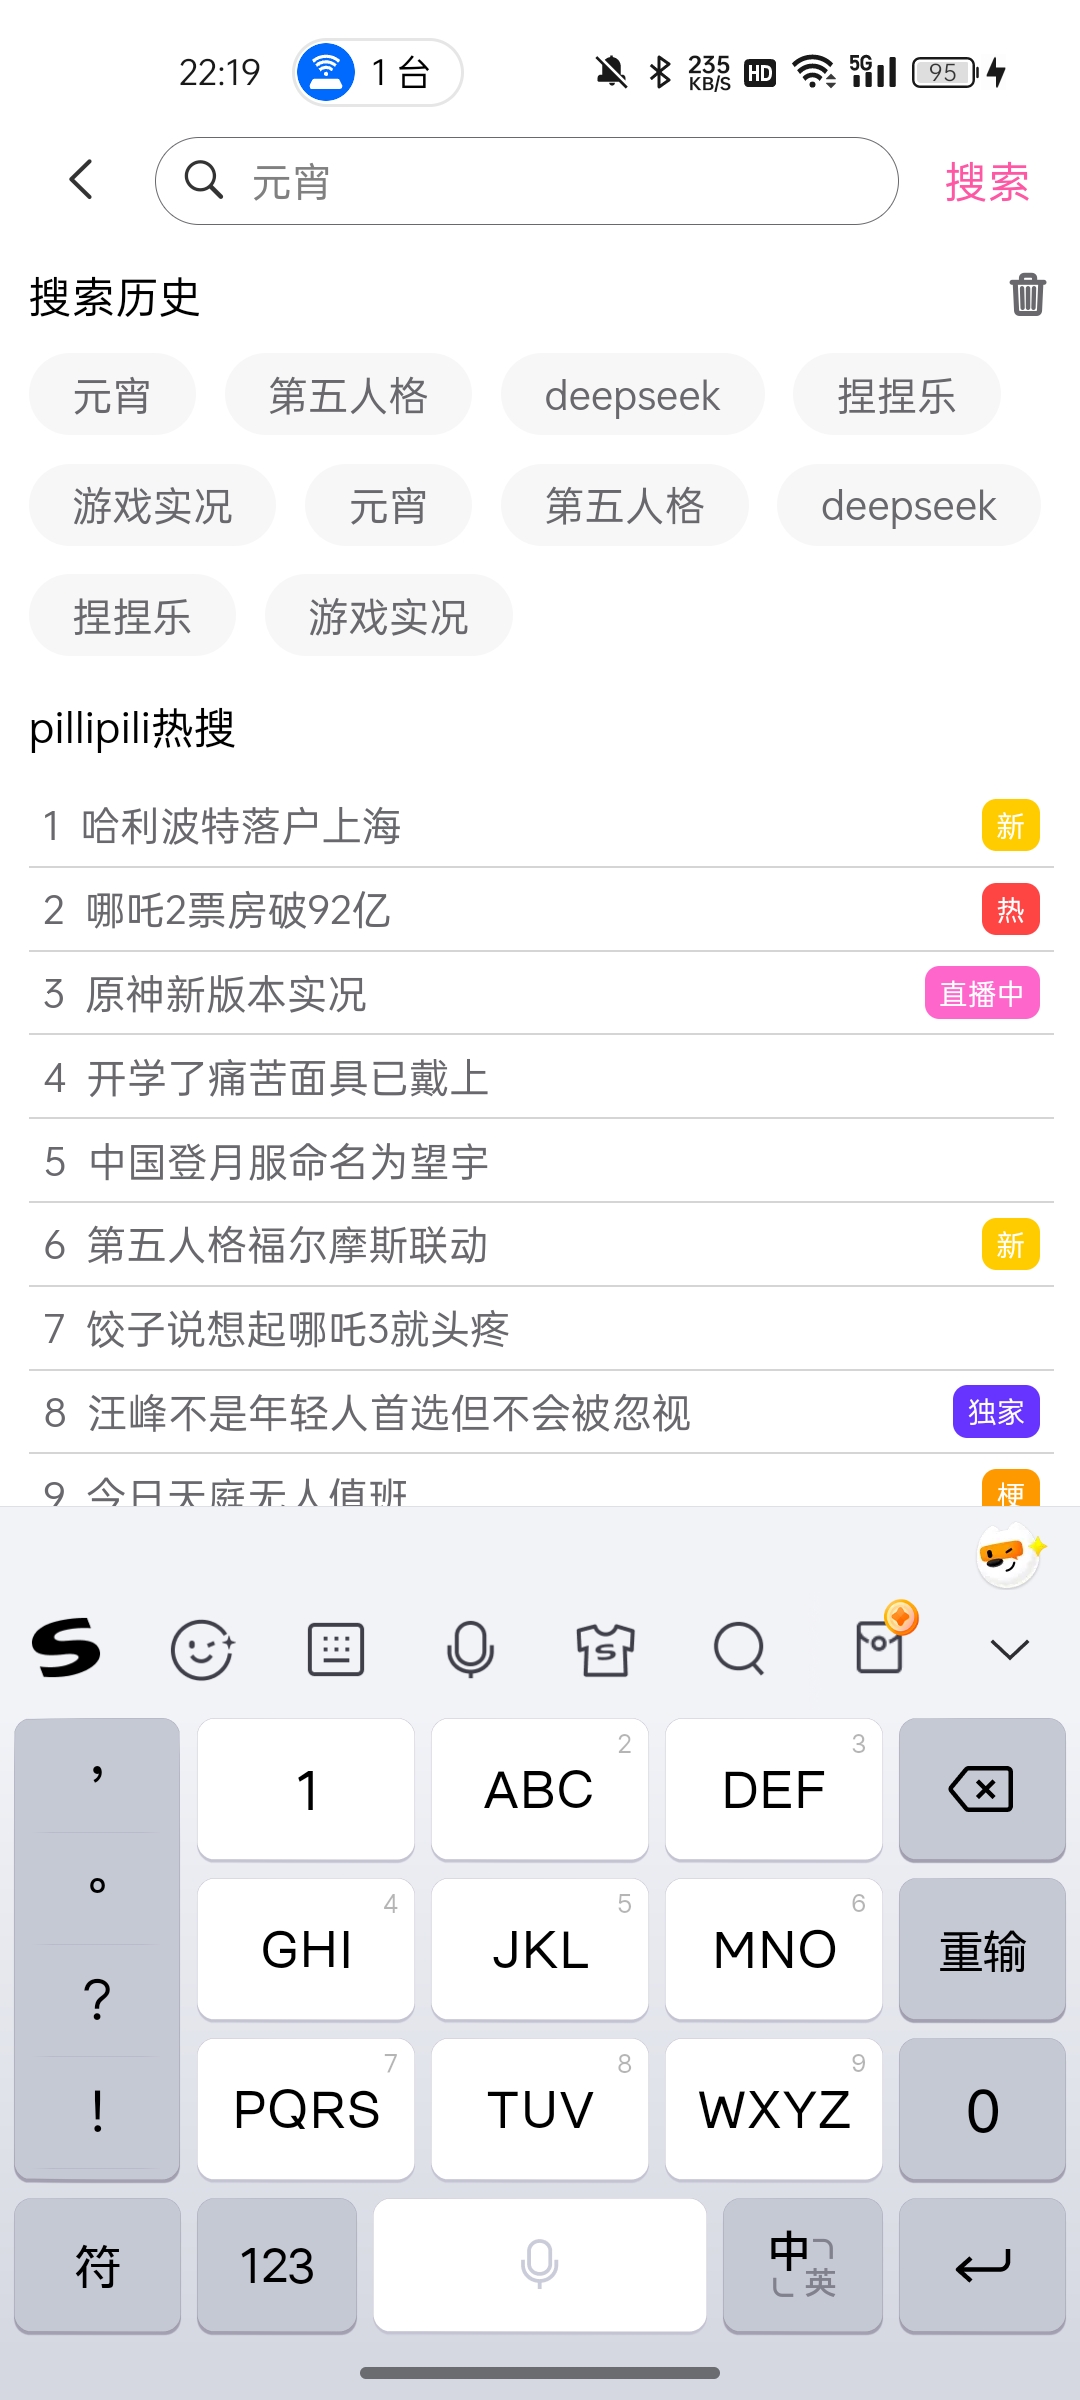 22:19 1 台 235 KB/S HD 5G 95
元宵 搜索
搜索历史
元宵 第五人格 deepseek 捏捏乐
游戏实况 元宵 第五人格 deepseek
捏捏乐 游戏实况
pillipili热搜
1 哈利波特落户上海 新
2 哪吒2票房破92亿 热
3 原神新版本实况 直播中
4 开学了痛苦面具已戴上
5 中国登月服命名为望宇
6 第五人格福尔摩斯联动 新
7 饺子说想起哪吒3就头疼
8 汪峰不是年轻人首选但不会被忽视 独家
9 今日天庭无人值班 梗
S
， 1 ABC 2 DEF 3
。 GHI 4 JKL 5 MNO 6 重输
？ PQRS 7 TUV 8 WXYZ 9 0
！
符 123 中 英